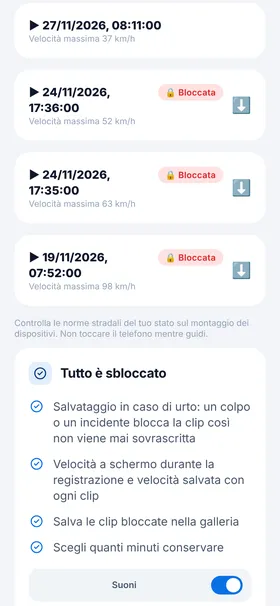 ▶ 27/11/2026, 08:11:00
Velocità massima 37 km/h
▶ 24/11/2026,
17:36:00
🔒 Bloccata
Velocità massima 52 km/h
▶ 24/11/2026,
17:35:00
🔒 Bloccata
Velocità massima 63 km/h
▶ 19/11/2026,
07:52:00
🔒 Bloccata
Velocità massima 98 km/h
Controlla le norme stradali del tuo stato sul montaggio dei
dispositivi. Non toccare il telefono mentre guidi.
Tutto è sbloccato
Salvataggio in caso di urto: un colpo
o un incidente blocca la clip così
non viene mai sovrascritta
Velocità a schermo durante la
registrazione e velocità salvata con
ogni clip
Salva le clip bloccate nella galleria
Scegli quanti minuti conservare
Suoni